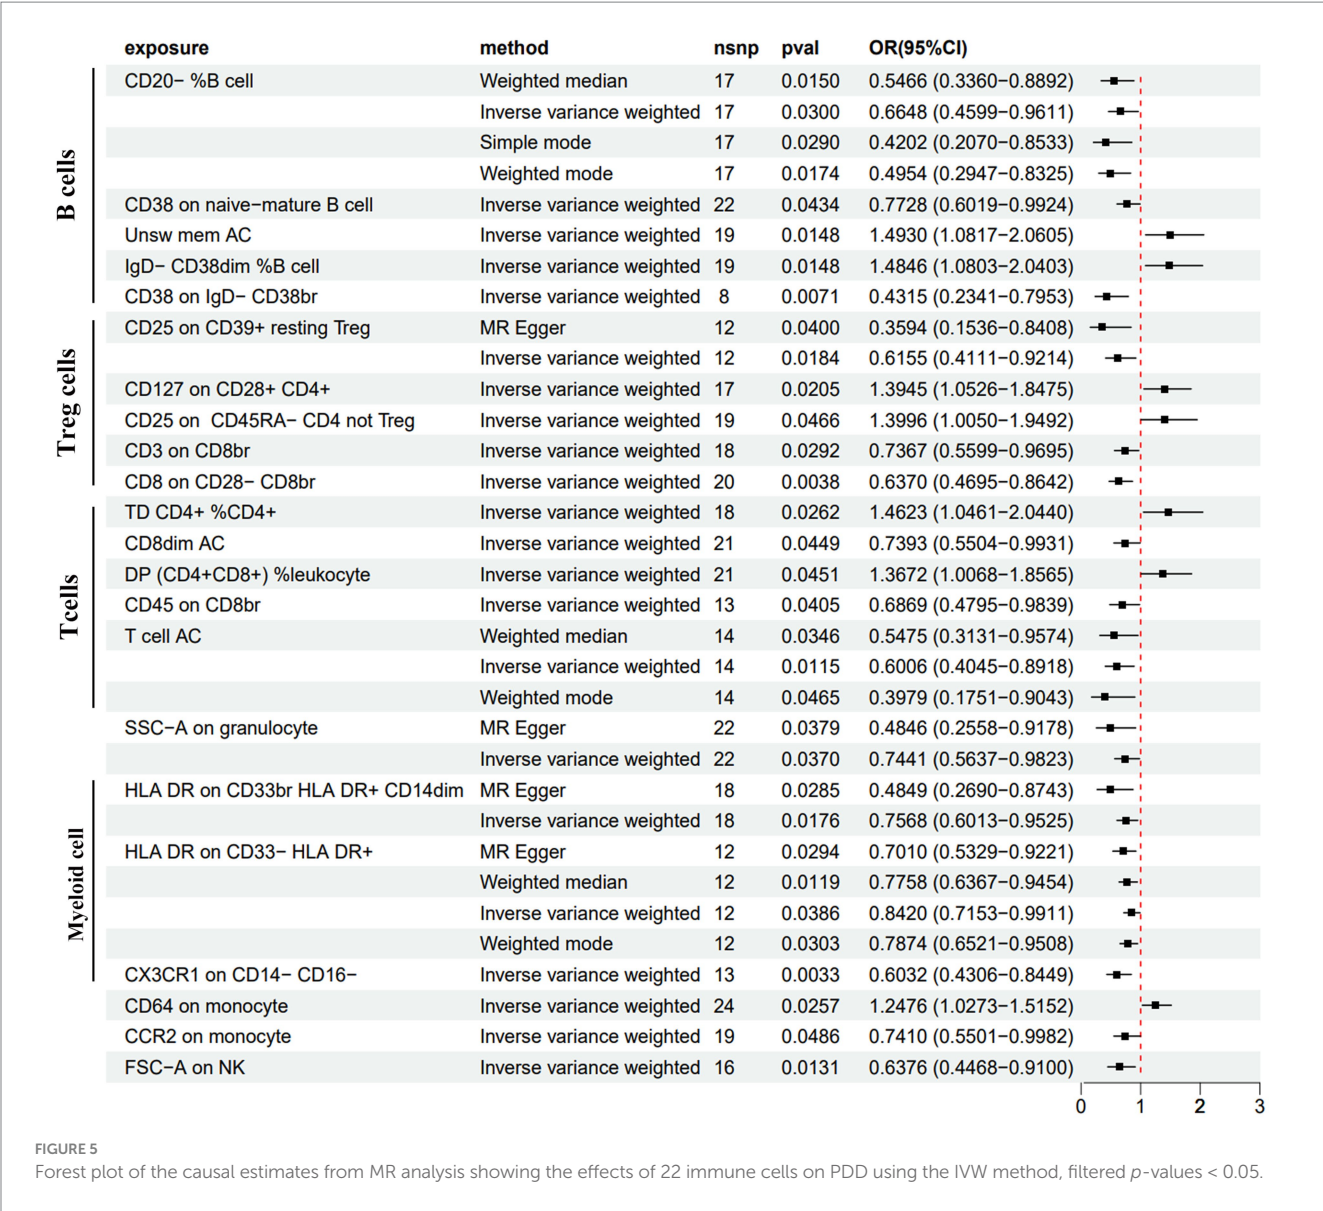 exposure method nsnp pval OR(95%CI)
B cells
CD20− %B cell Weighted median 17 0.0150 0.5466 (0.3360−0.8892)
Inverse variance weighted 17 0.0300 0.6648 (0.4599−0.9611)
Simple mode 17 0.0290 0.4202 (0.2070−0.8533)
Weighted mode 17 0.0174 0.4954 (0.2947−0.8325)
CD38 on naive−mature B cell Inverse variance weighted 22 0.0434 0.7728 (0.6019−0.9924)
Unsw mem AC Inverse variance weighted 19 0.0148 1.4930 (1.0817−2.0605)
IgD− CD38dim %B cell Inverse variance weighted 19 0.0148 1.4846 (1.0803−2.0403)
CD38 on IgD− CD38br Inverse variance weighted 8 0.0071 0.4315 (0.2341−0.7953)
Treg cells
CD25 on CD39+ resting Treg MR Egger 12 0.0400 0.3594 (0.1536−0.8408)
Inverse variance weighted 12 0.0184 0.6155 (0.4111−0.9214)
CD127 on CD28+ CD4+ Inverse variance weighted 17 0.0205 1.3945 (1.0526−1.8475)
CD25 on CD45RA− CD4 not Treg Inverse variance weighted 19 0.0466 1.3996 (1.0050−1.9492)
CD3 on CD8br Inverse variance weighted 18 0.0292 0.7367 (0.5599−0.9695)
CD8 on CD28− CD8br Inverse variance weighted 20 0.0038 0.6370 (0.4695−0.8642)
Tcells
TD CD4+ %CD4+ Inverse variance weighted 18 0.0262 1.4623 (1.0461−2.0440)
CD8dim AC Inverse variance weighted 21 0.0449 0.7393 (0.5504−0.9931)
DP (CD4+CD8+) %leukocyte Inverse variance weighted 21 0.0451 1.3672 (1.0068−1.8565)
CD45 on CD8br Inverse variance weighted 13 0.0405 0.6869 (0.4795−0.9839)
T cell AC Weighted median 14 0.0346 0.5475 (0.3131−0.9574)
Inverse variance weighted 14 0.0115 0.6006 (0.4045−0.8918)
Weighted mode 14 0.0465 0.3979 (0.1751−0.9043)
SSC−A on granulocyte MR Egger 22 0.0379 0.4846 (0.2558−0.9178)
Inverse variance weighted 22 0.0370 0.7441 (0.5637−0.9823)
Myeloid cell
HLA DR on CD33br HLA DR+ CD14dim MR Egger 18 0.0285 0.4849 (0.2690−0.8743)
Inverse variance weighted 18 0.0176 0.7568 (0.6013−0.9525)
HLA DR on CD33− HLA DR+ MR Egger 12 0.0294 0.7010 (0.5329−0.9221)
Weighted median 12 0.0119 0.7758 (0.6367−0.9454)
Inverse variance weighted 12 0.0386 0.8420 (0.7153−0.9911)
Weighted mode 12 0.0303 0.7874 (0.6521−0.9508)
CX3CR1 on CD14− CD16− Inverse variance weighted 13 0.0033 0.6032 (0.4306−0.8449)
CD64 on monocyte Inverse variance weighted 24 0.0257 1.2476 (1.0273−1.5152)
CCR2 on monocyte Inverse variance weighted 19 0.0486 0.7410 (0.5501−0.9982)
FSC−A on NK Inverse variance weighted 16 0.0131 0.6376 (0.4468−0.9100)
0 1 2 3
FIGURE 5
Forest plot of the causal estimates from MR analysis showing the effects of 22 immune cells on PDD using the IVW method, filtered p-values < 0.05.